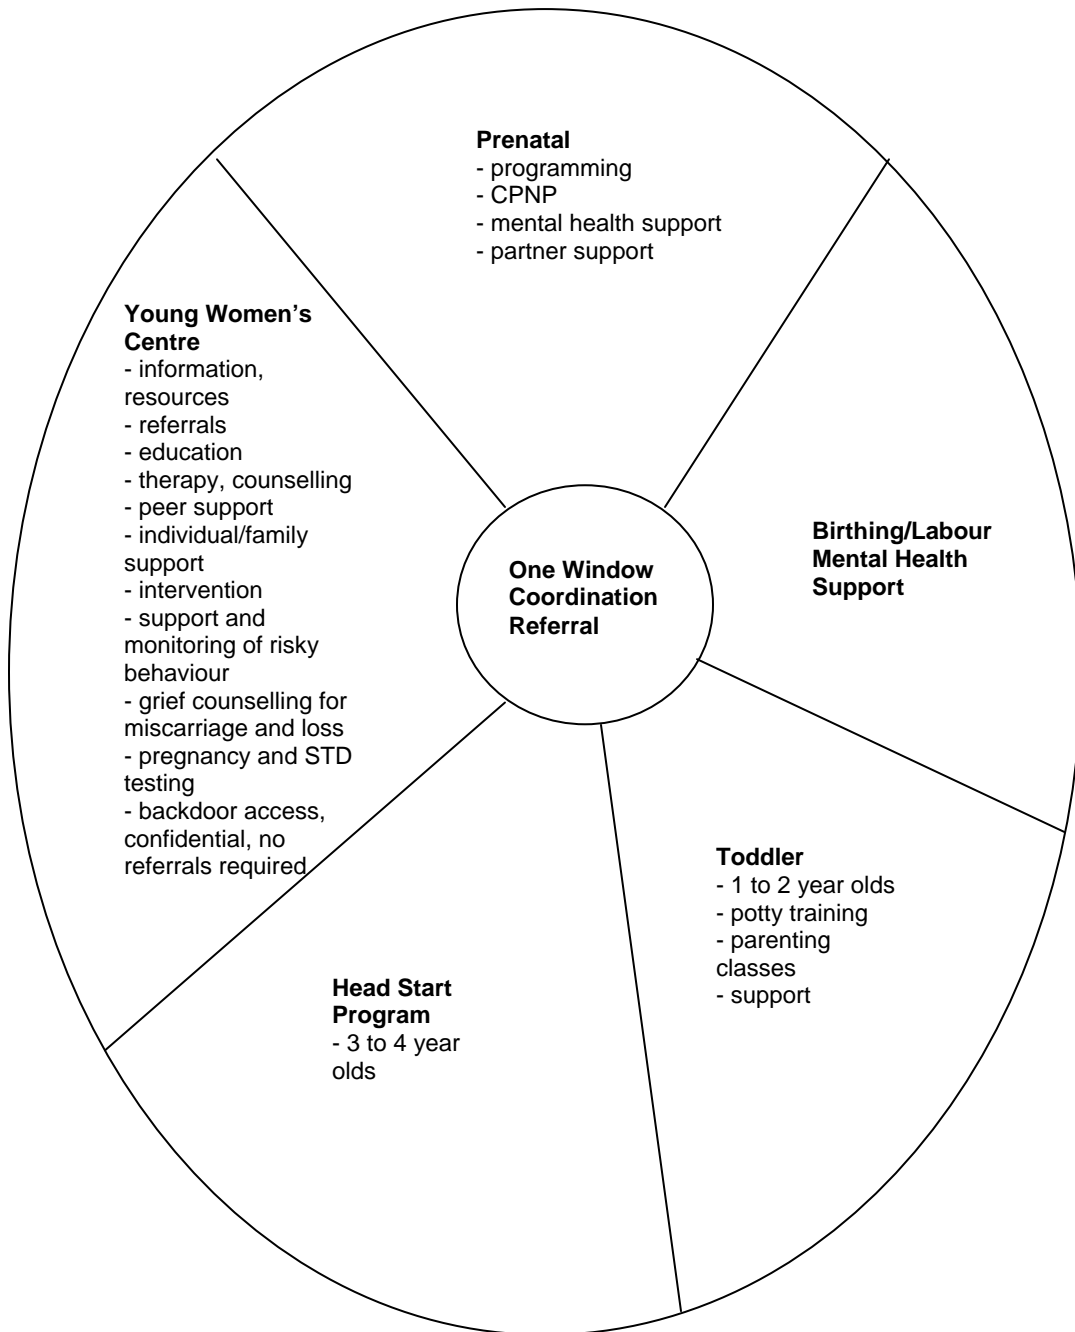 Prenatal
- programming
- CPNP
- mental health support
- partner support
Young Women’s
Centre
- information,
resources
- referrals
- education
- therapy, counselling
- peer support
- individual/family
support
- intervention
- support and
monitoring of risky
behaviour
- grief counselling for
miscarriage and loss
- pregnancy and STD
testing
- backdoor access,
confidential, no
referrals required
One Window
Coordination
Referral
Birthing/Labour
Mental Health
Support
Toddler
- 1 to 2 year olds
- potty training
- parenting
classes
- support
Head Start
Program
- 3 to 4 year
olds